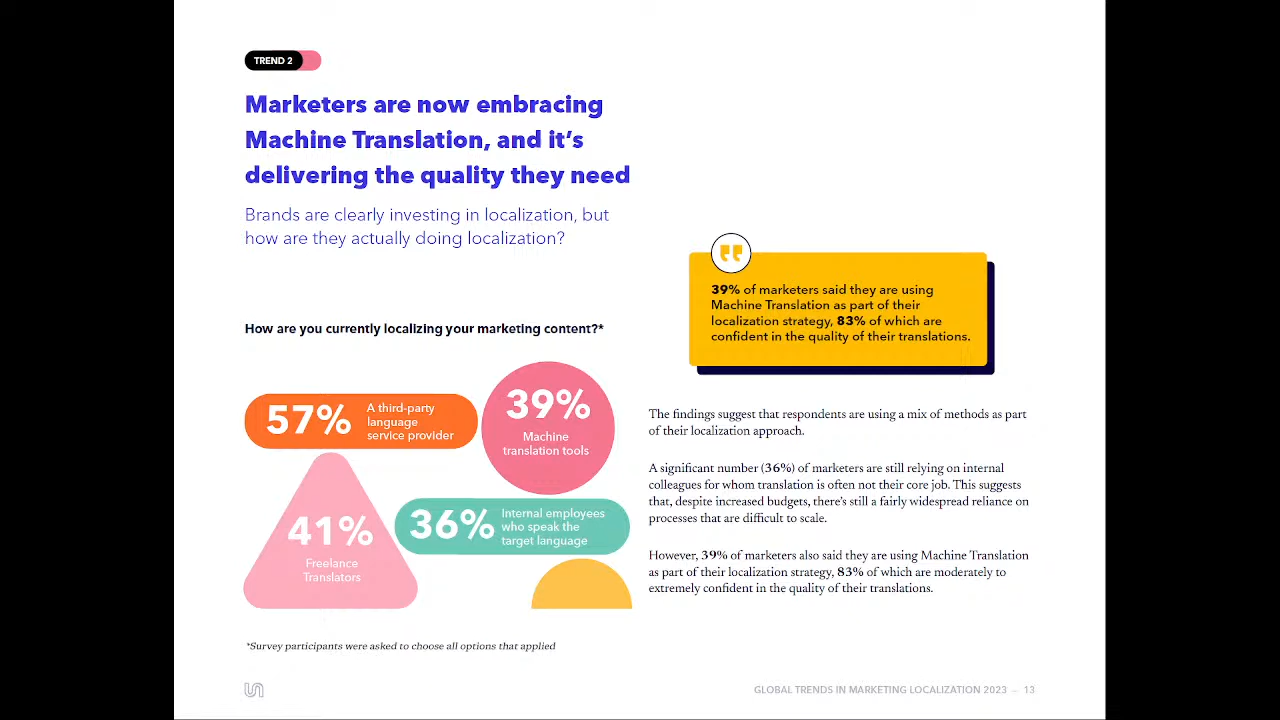 TREND 2
Marketers are now embracing
Machine Translation, and it's
delivering the quality they need
Brands are clearly investing in localization, but
how are they actually doing localization?
How are you currently localizing your marketing content?*
57%
A third-party
language
service provider
39%
Machine
translation tools
41%
Freelance
Translators
36%
Internal employees
who speak the
target language
*Survey participants were asked to choose all options that applied
39% of marketers said they are using
Machine Translation as part of their
localization strategy, 83% of which are
confident in the quality of their translations.
The findings suggest that respondents are using a mix of methods as part
of their localization approach.
A significant number (36%) of marketers are still relying on internal
colleagues for whom translation is often not their core job. This suggests
that, despite increased budgets, there's still a fairly widespread reliance on
processes that are difficult to scale.
However, 39% of marketers also said they are using Machine Translation
as part of their localization strategy, 83% of which are moderately to
extremely confident in the quality of their translations.
GLOBAL TRENDS IN MARKETING LOCALIZATION 2023 — 13